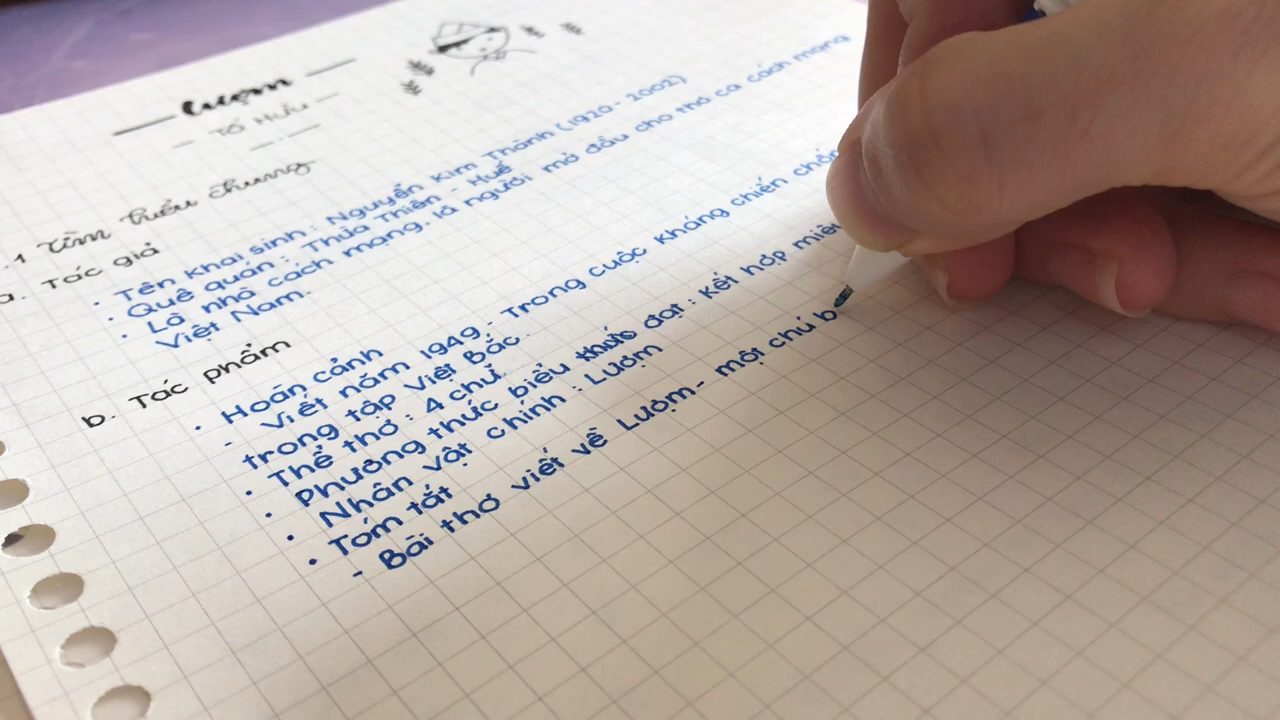 Lượm
Tố Hữu
.1 Tìm hiểu chung
a. Tác giả
• Tên khai sinh: Nguyễn Kim Thành (1920-2002)
• Quê quán: Thừa Thiên - Huế
• Là nhà cách mạng, là người mở đầu cho thơ ca cách mạng
Việt Nam.
b. Tác phẩm
• Hoàn cảnh
- Viết năm 1949 - Trong cuộc kháng chiến chốn
trong tập Việt Bắc.
• Thể thơ: 4 chữ
• Phương thức biểu đạt: kết hợp miêu
• Nhân vật chính: Lượm
• Tóm tắt
- Bài thơ viết về Lượm- một chú b